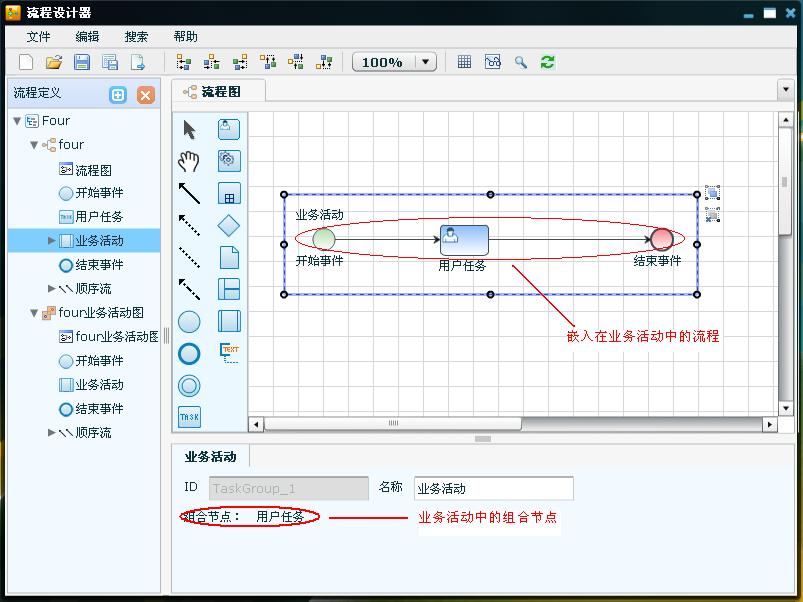 流程设计器
文件 编辑 搜索 帮助
100%
流程定义
流程图
Four
four
流程图
开始事件
用户任务
业务活动
结束事件
顺序流
four业务活动图
four业务活动图
开始事件
业务活动
结束事件
顺序流
TEXT
TASK
业务活动
开始事件
用户任务
结束事件
嵌入在业务活动中的流程
业务活动
ID TaskGroup_1 名称 业务活动
组合节点： 用户任务 业务活动中的组合节点